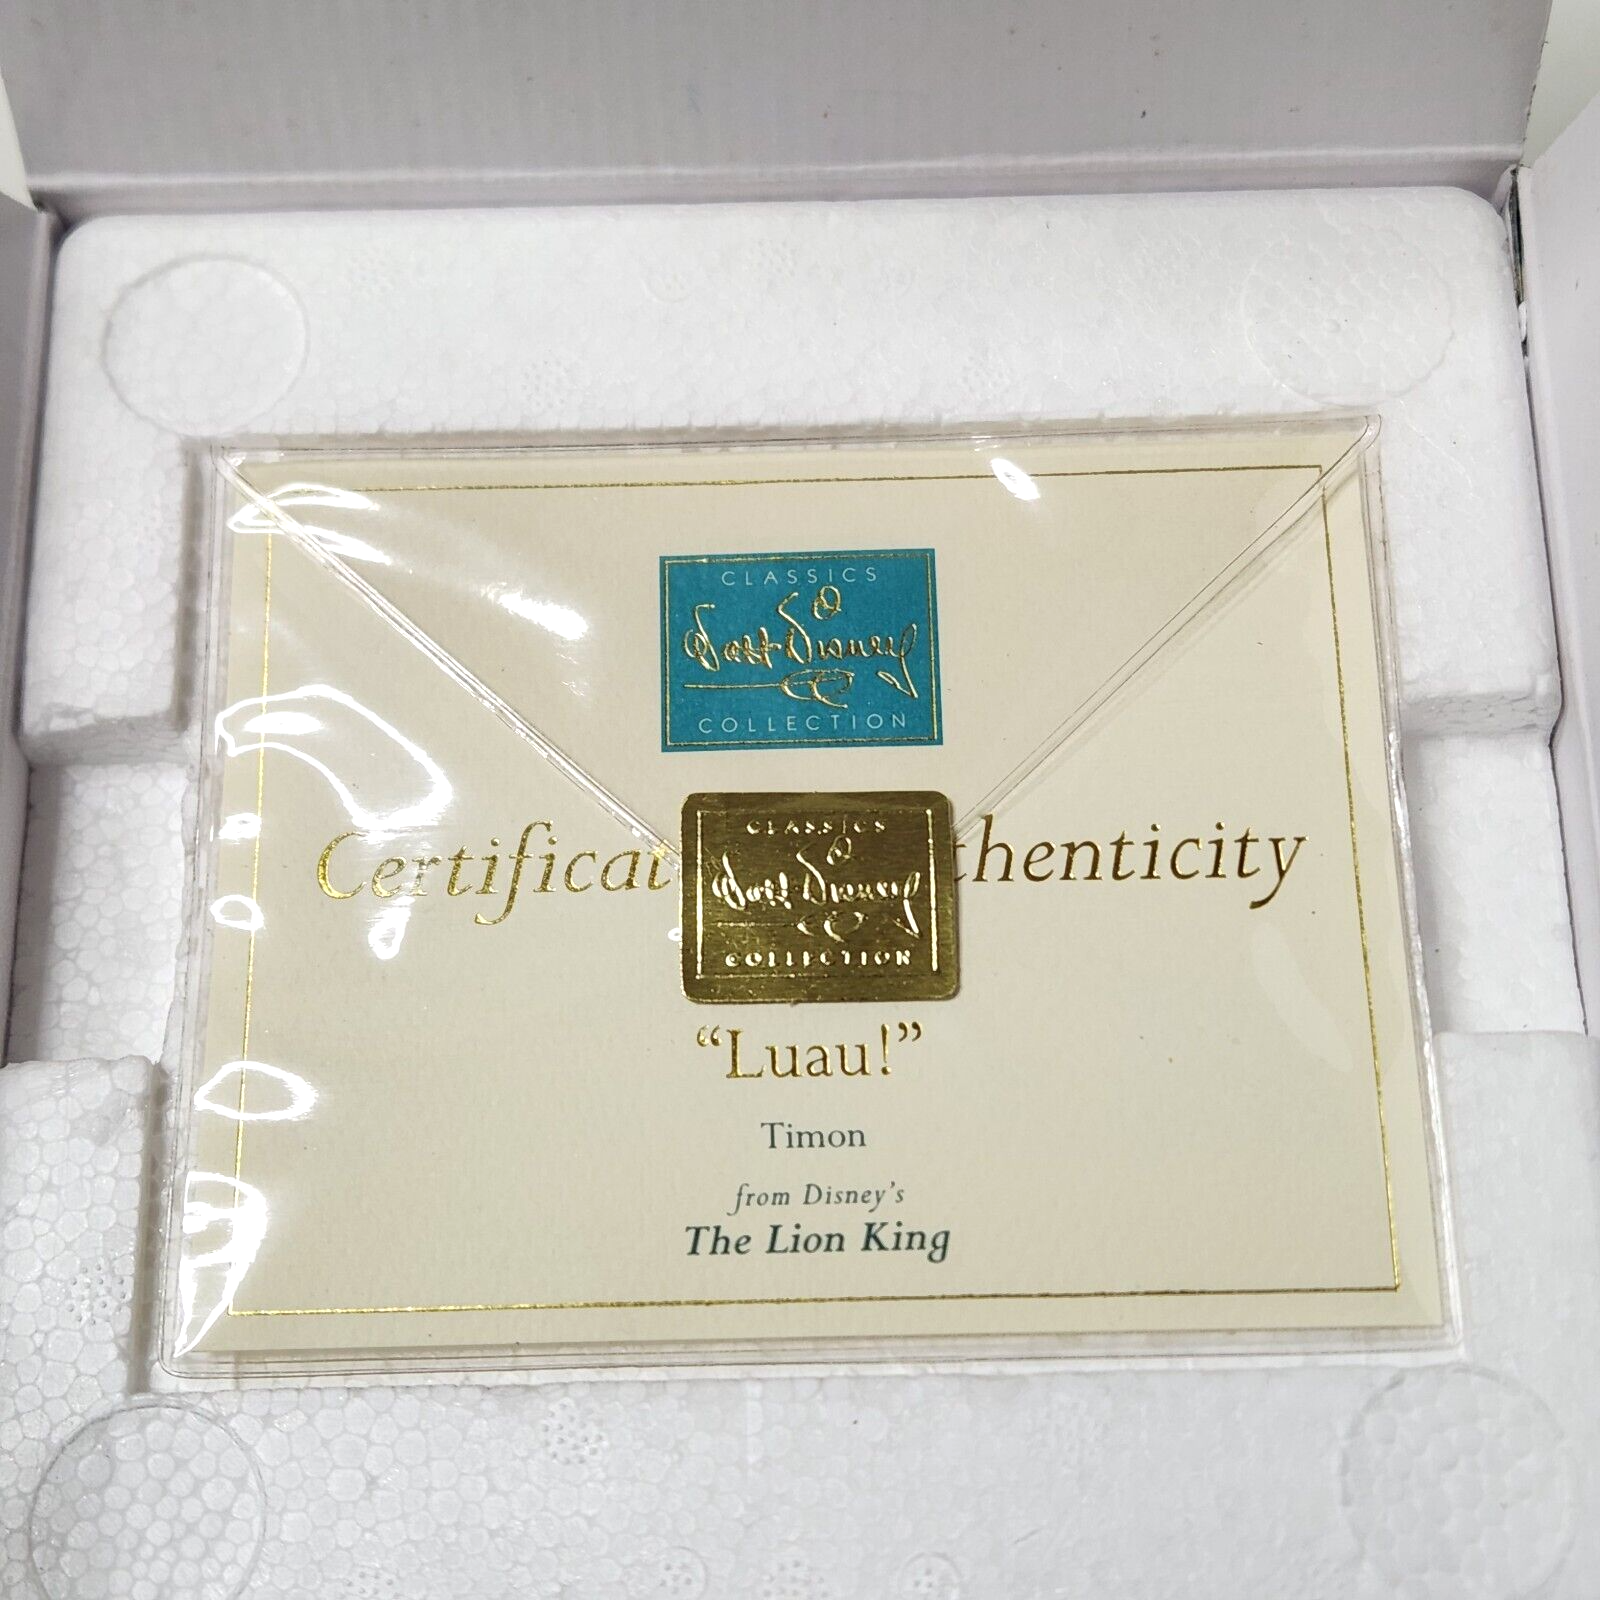 CLASSICS
Walt Disney
COLLECTION
Certificat thenticity
CLASSICS
Walt Disney
COLLECTION
“Luau!”
Timon
from Disney’s
The Lion King